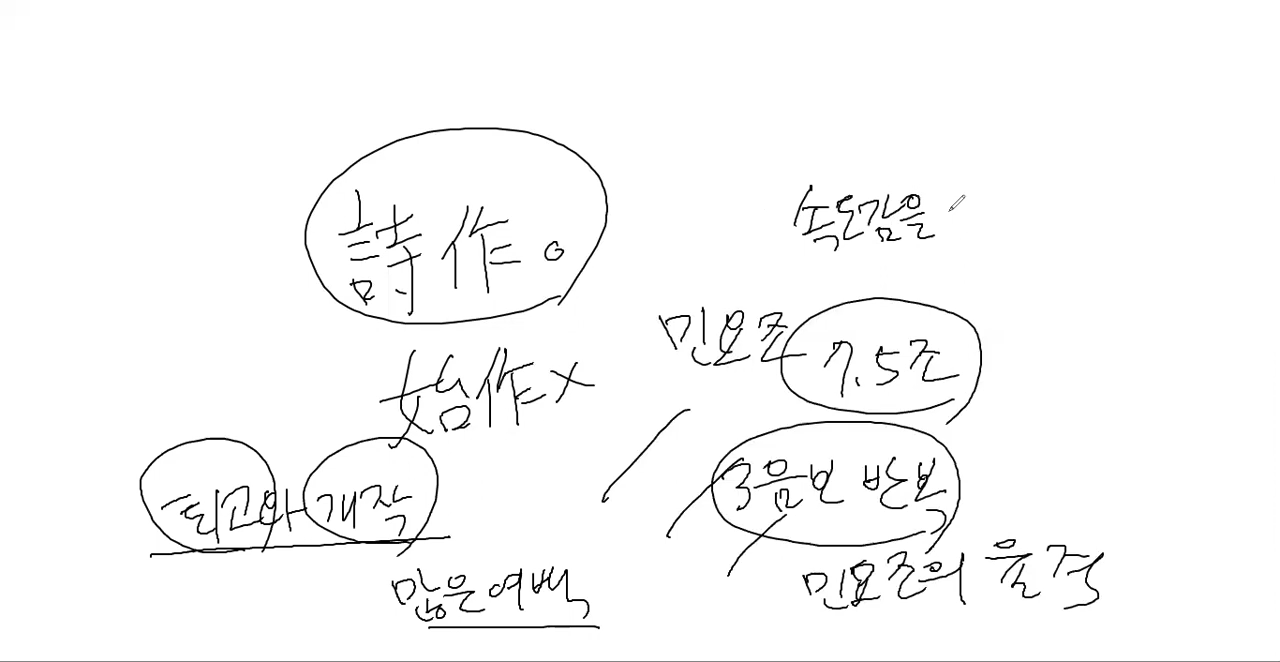 詩作。
始作×
퇴고와 개작
많은 여백
속도감을
민요조 7.5조
3음보 반복
민요조의 율격